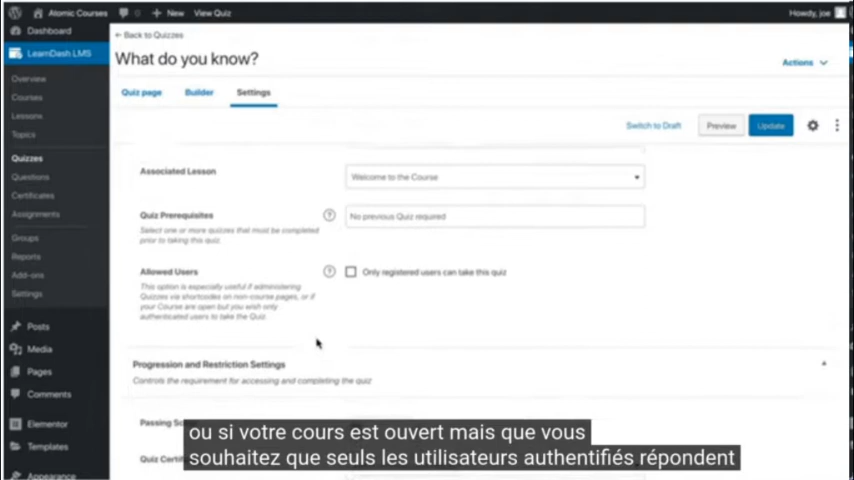 Atomic Courses
0
New
View Quiz
Howdy, joe
Dashboard
LearnDash LMS
Overview
Courses
Lessons
Topics
Quizzes
Questions
Certificates
Assignments
Groups
Reports
Add-ons
Settings
Posts
Media
Pages
Comments
Elementor
Templates
Appearance
Back to Quizzes
What do you know?
Actions
Quiz page
Builder
Settings
Switch to Draft
Preview
Update
Associated Lesson
Welcome to the Course
Quiz Prerequisites
?
No previous Quiz required
Select one or more quizzes that must be completed
prior to taking this quiz.
Allowed Users
?
Only registered users can take this quiz
This option is especially useful if administering
Quizzes via shortcodes on non-course pages, or if
your Course are open but you wish only
authenticated users to take the Quiz.
Progression and Restriction Settings
Controls the requirement for accessing and completing the quiz
Passing
Quiz
ou si votre cours est ouvert mais que vous
souhaitez que seuls les utilisateurs authentifiés répondent